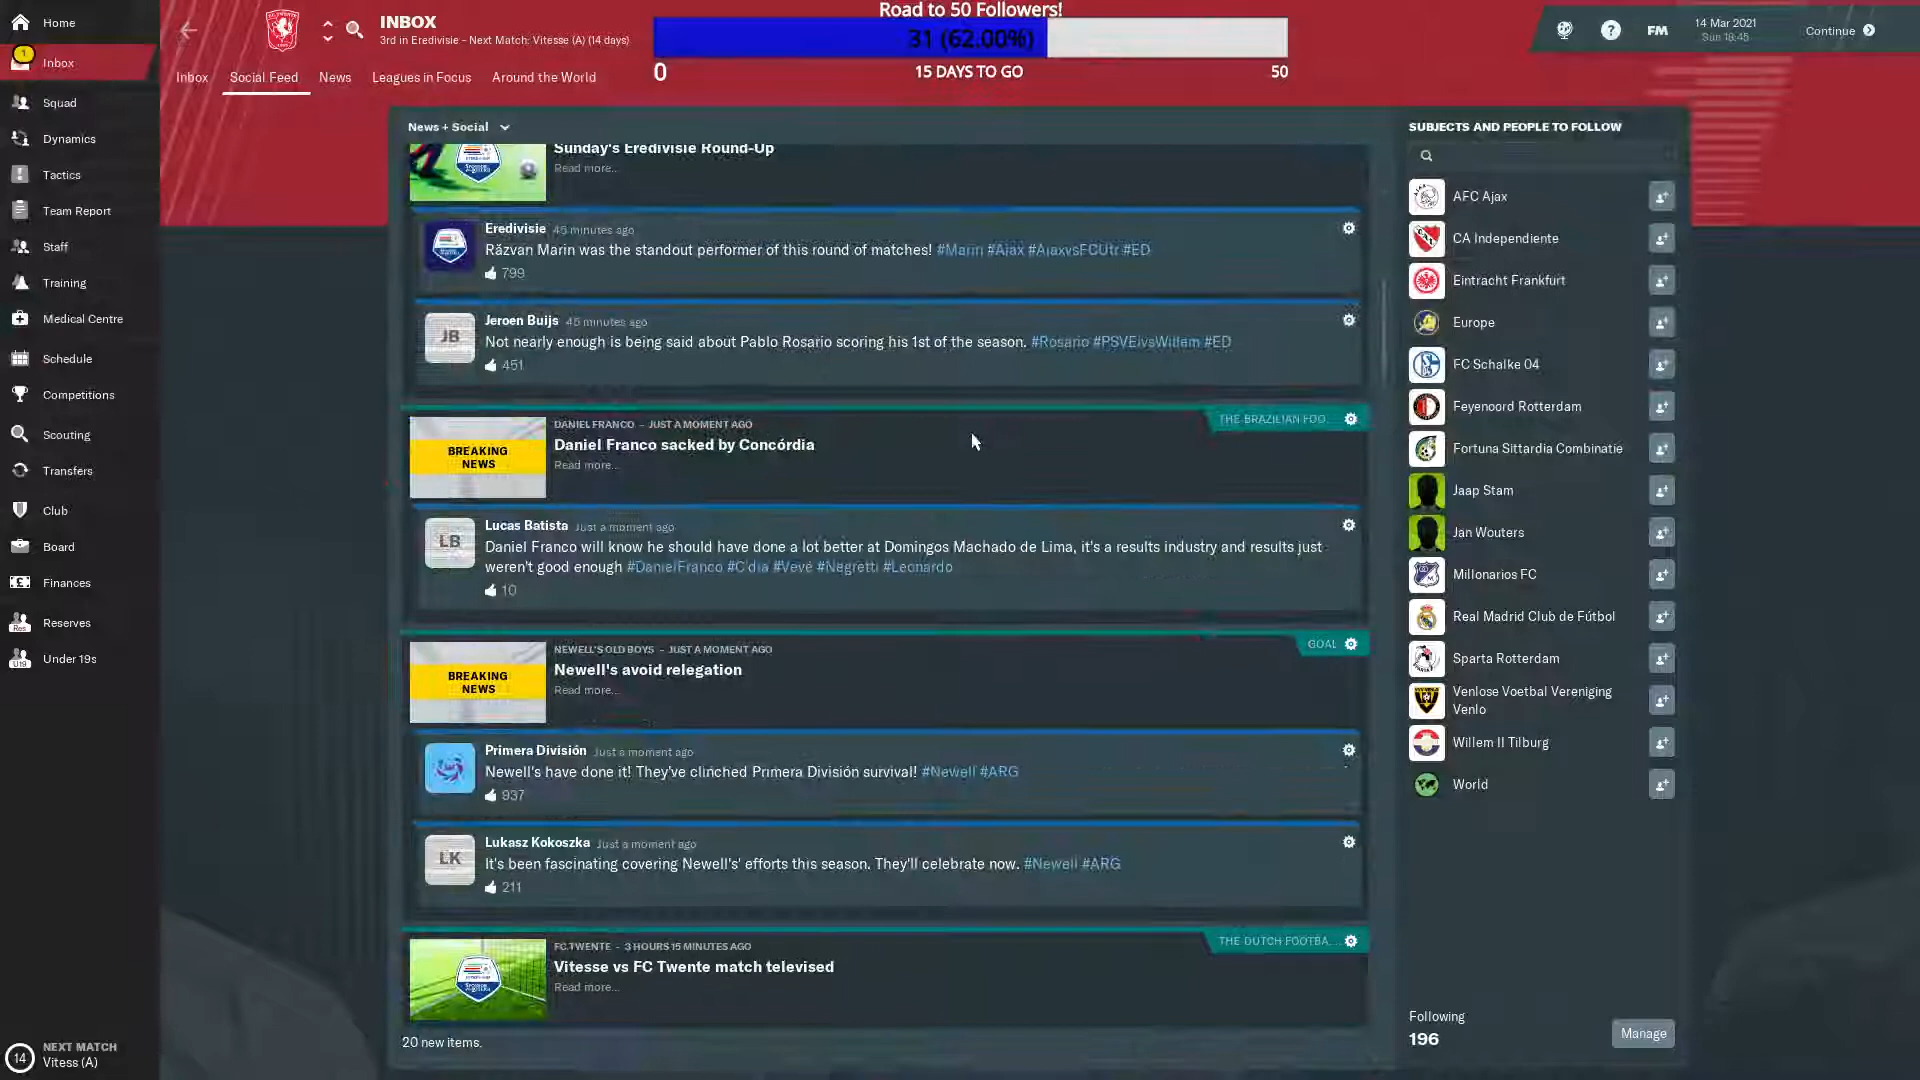 Home
1
Inbox
Squad
Dynamics
Tactics
Team Report
Staff
Training
Medical Centre
Schedule
Competitions
Scouting
Transfers
Club
Board
Finances
Reserves
Under 19s
14
NEXT MATCH
Vitess (A)
INBOX
3rd in Eredivisie - Next Match: Vitesse (A) (14 days)
Inbox
Social Feed
News
Leagues in Focus
Around the World
Road to 50 Followers!
31 (62.00%)
0
15 DAYS TO GO
50
?
FM
14 Mar 2021
Sun 18:45
Continue
News + Social
Sunday's Eredivisie Round-Up
Read more...
Eredivisie 45 minutes ago
Răzvan Marin was the standout performer of this round of matches! #Marin #Ajax #AjaxvsFCUtr #ED
799
JB
Jeroen Buijs 45 minutes ago
Not nearly enough is being said about Pablo Rosario scoring his 1st of the season. #Rosario #PSVEivsWillem #ED
451
THE BRAZILIAN FOO...
BREAKING
NEWS
DANIEL FRANCO - JUST A MOMENT AGO
Daniel Franco sacked by Concórdia
Read more...
LB
Lucas Batista Just a moment ago
Daniel Franco will know he should have done a lot better at Domingos Machado de Lima, it's a results industry and results just
weren't good enough #DanielFranco #C'dia #Vevé #Negretti #Leonardo
10
GOAL
BREAKING
NEWS
NEWELL'S OLD BOYS - JUST A MOMENT AGO
Newell's avoid relegation
Read more...
Primera División Just a moment ago
Newell's have done it! They've clinched Primera División survival! #Newell #ARG
937
LK
Lukasz Kokoszka Just a moment ago
It's been fascinating covering Newell's' efforts this season. They'll celebrate now. #Newell #ARG
211
THE DUTCH FOOTBA...
FC TWENTE - 3 HOURS 15 MINUTES AGO
Vitesse vs FC Twente match televised
Read more...
20 new items.
SUBJECTS AND PEOPLE TO FOLLOW
AFC Ajax
CA Independiente
Eintracht Frankfurt
Europe
FC Schalke 04
Feyenoord Rotterdam
Fortuna Sittardia Combinatie
Jaap Stam
Jan Wouters
Millonarios FC
Real Madrid Club de Fútbol
Sparta Rotterdam
Venlose Voetbal Vereniging
Venlo
Willem II Tilburg
World
Following
196
Manage